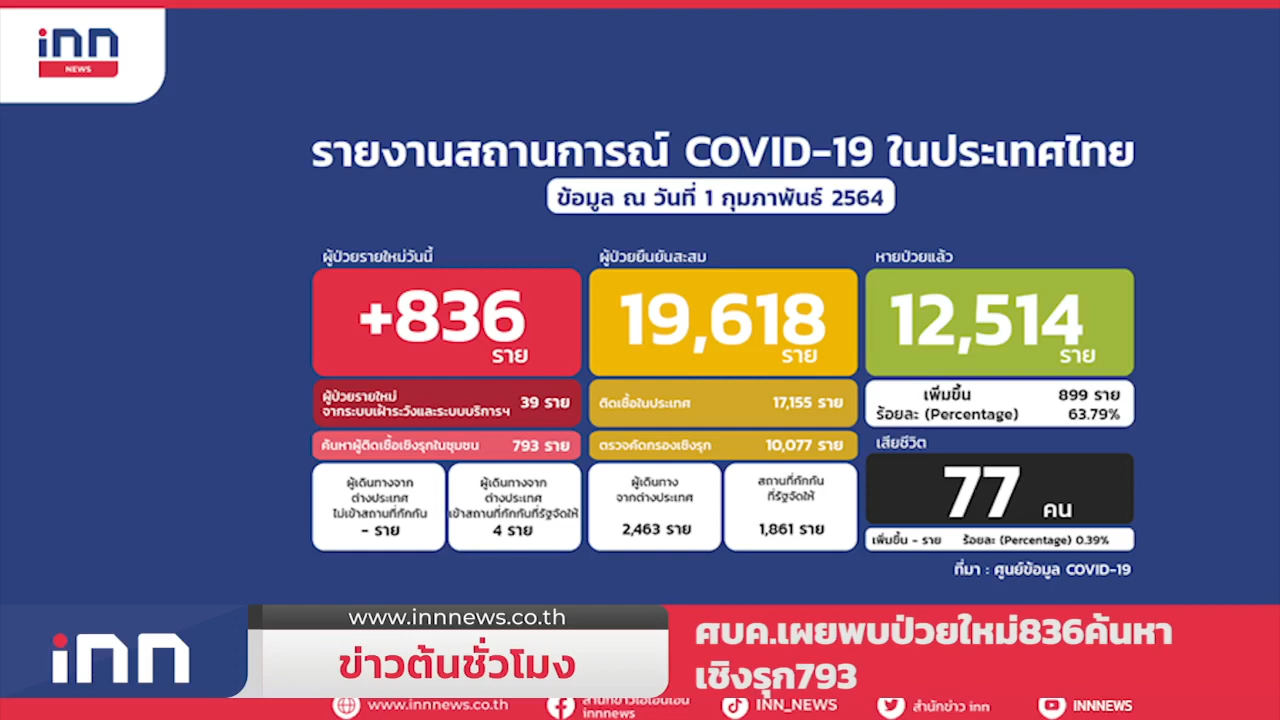 inn
NEWS
รายงานสถานการณ์ COVID-19 ในประเทศไทย
ข้อมูล ณ วันที่ 1 กุมภาพันธ์ 2564
ผู้ป่วยรายใหม่วันนี้
+836
ราย
ผู้ป่วยรายใหม่
จากระบบเฝ้าระวังและระบบบริการฯ
39 ราย
ค้นหาผู้ติดเชื้อเชิงรุกในชุมชน 793 ราย
ผู้เดินทางจาก
ต่างประเทศ
ไม่เข้าสถานที่กักกัน
- ราย
ผู้เดินทางจาก
ต่างประเทศ
เข้าสถานที่กักกันที่รัฐจัดให้
4 ราย
ผู้ป่วยยืนยันสะสม
19,618
ราย
ติดเชื้อในประเทศ 17,155 ราย
ตรวจคัดกรองเชิงรุก 10,077 ราย
ผู้เดินทาง
จากต่างประเทศ
2,463 ราย
สถานที่กักกัน
ที่รัฐจัดให้
1,861 ราย
หายป่วยแล้ว
12,514
ราย
เพิ่มขึ้น 899 ราย
ร้อยละ (Percentage) 63.79%
เสียชีวิต
77 คน
เพิ่มขึ้น - ราย ร้อยละ (Percentage) 0.39%
ที่มา : ศูนย์ข้อมูล COVID-19
inn
www.innnews.co.th
ข่าวต้นชั่วโมง
ศบค.เผยพบป่วยใหม่836ค้นหา
เชิงรุก793
www.innnews.co.th
สำนักข่าวไอเอ็นเอ็น
innnews
INN_NEWS
สำนักข่าว inn
INNNEWS